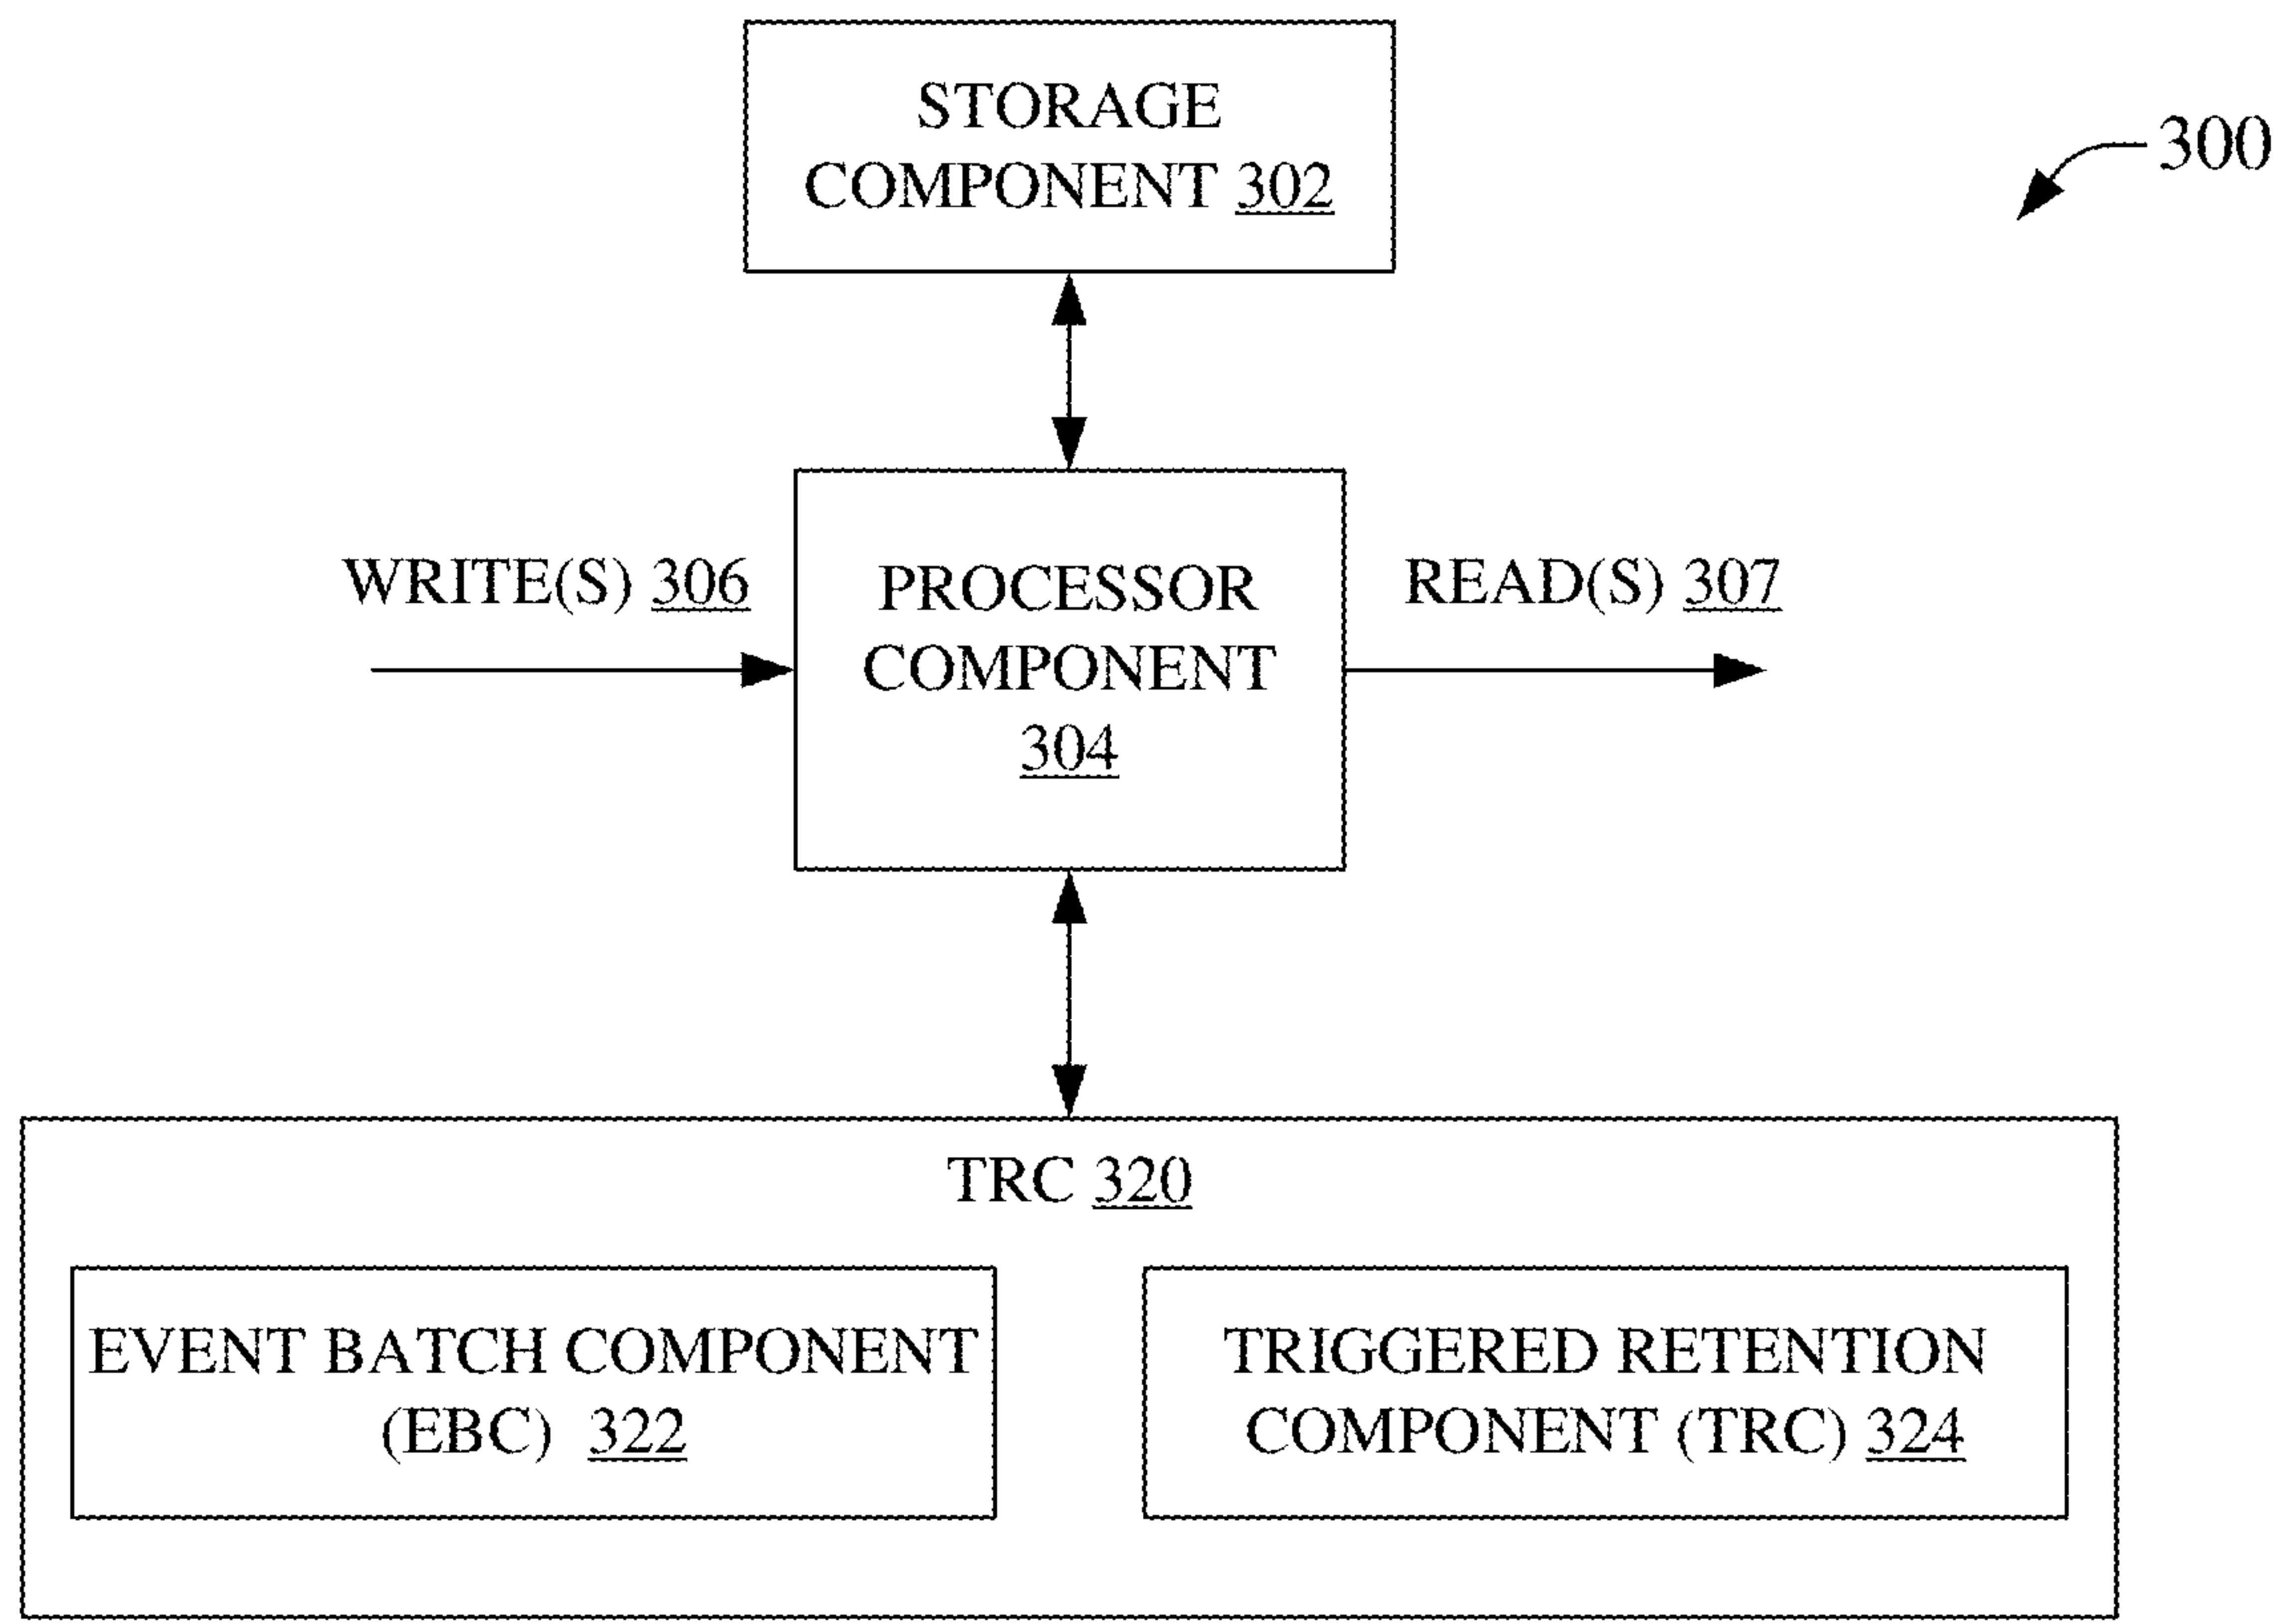 STORAGE
COMPONENT 302
300
WRITE(S) 306
PROCESSOR
COMPONENT
304
READ(S) 307
TRC 320
EVENT BATCH COMPONENT
(EBC) 322
TRIGGERED RETENTION
COMPONENT (TRC) 324